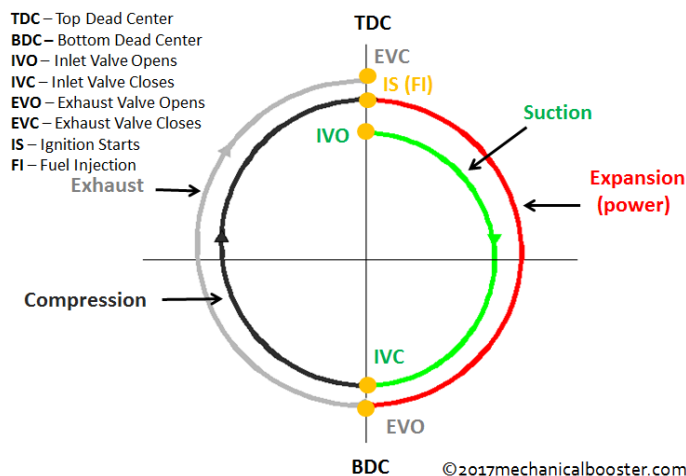 TDC – Top Dead Center
BDC – Bottom Dead Center
IVO – Inlet Valve Opens
IVC – Inlet Valve Closes
EVO – Exhaust Valve Opens
EVC – Exhaust Valve Closes
IS – Ignition Starts
FI – Fuel Injection
TDC
EVC
IS (FI)
IVO
Suction
Exhaust
Expansion
(power)
Compression
IVC
EVO
BDC
©2017mechanicalbooster.com